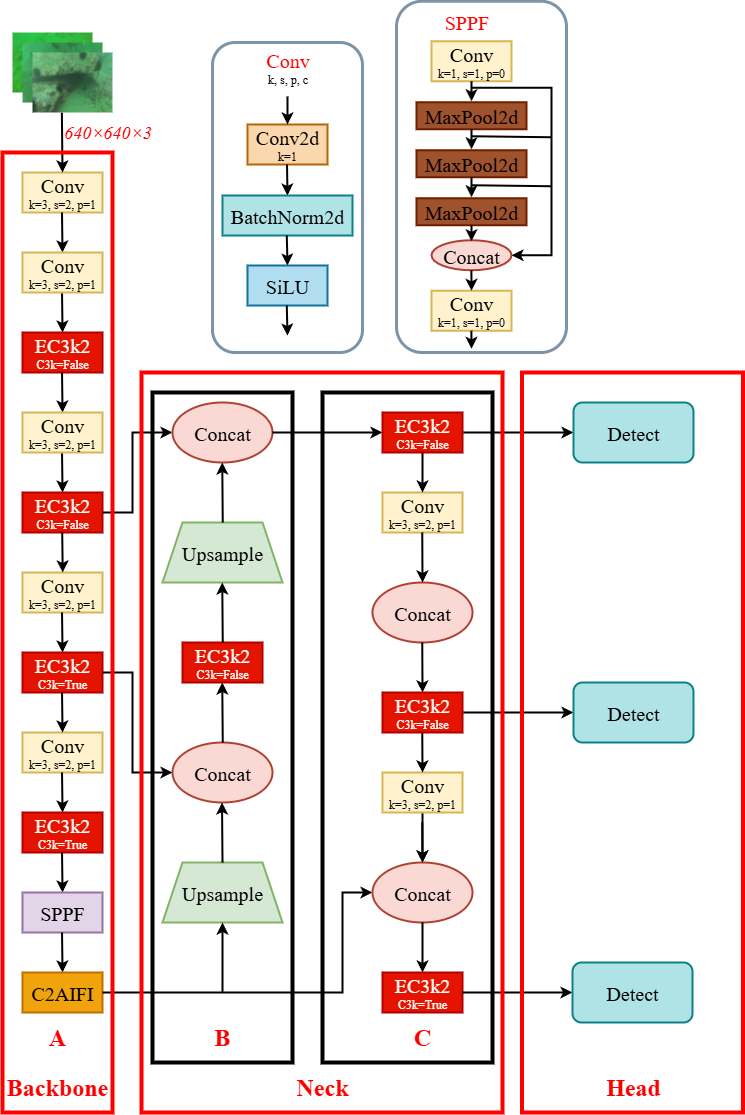 640×640×3
Conv
k=3, s=2, p=1
Conv
k=3, s=2, p=1
EC3k2
C3k=False
Conv
k=3, s=2, p=1
EC3k2
C3k=False
Conv
k=3, s=2, p=1
EC3k2
C3k=True
Conv
k=3, s=2, p=1
EC3k2
C3k=True
SPPF
C2AIFI
A
Backbone
Conv
k, s, p, c
Conv2d
k=1
BatchNorm2d
SiLU
SPPF
Conv
k=1, s=1, p=0
MaxPool2d
MaxPool2d
MaxPool2d
Concat
Conv
k=1, s=1, p=0
Concat
Upsample
EC3k2
C3k=False
Concat
Upsample
B
EC3k2
C3k=False
Conv
k=3, s=2, p=1
Concat
EC3k2
C3k=False
Conv
k=3, s=2, p=1
Concat
EC3k2
C3k=True
C
Neck
Detect
Detect
Detect
Head